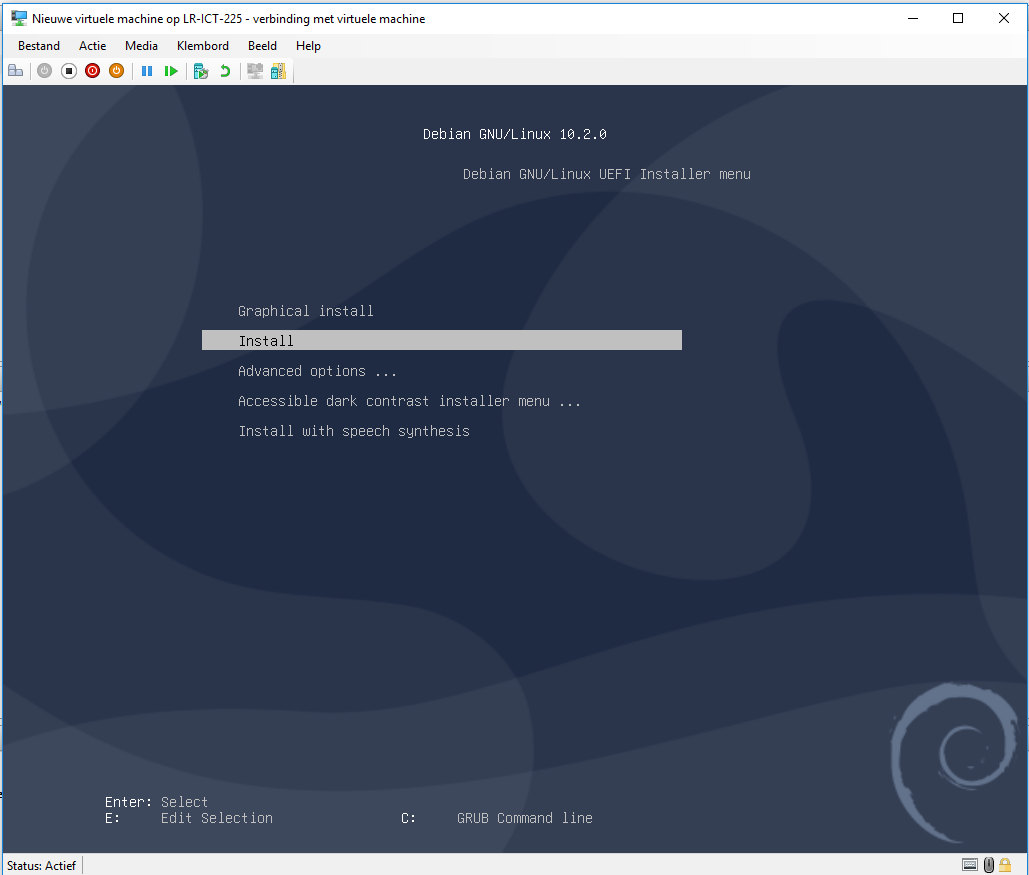 Nieuwe virtuele machine op LR-ICT-225 - verbinding met virtuele machine
Bestand Actie Media Klembord Beeld Help
Debian GNU/Linux 10.2.0
Debian GNU/Linux UEFI Installer menu
Graphical install
Install
Advanced options ...
Accessible dark contrast installer menu ...
Install with speech synthesis
Enter: Select
E: Edit Selection C: GRUB Command line
Status: Actief